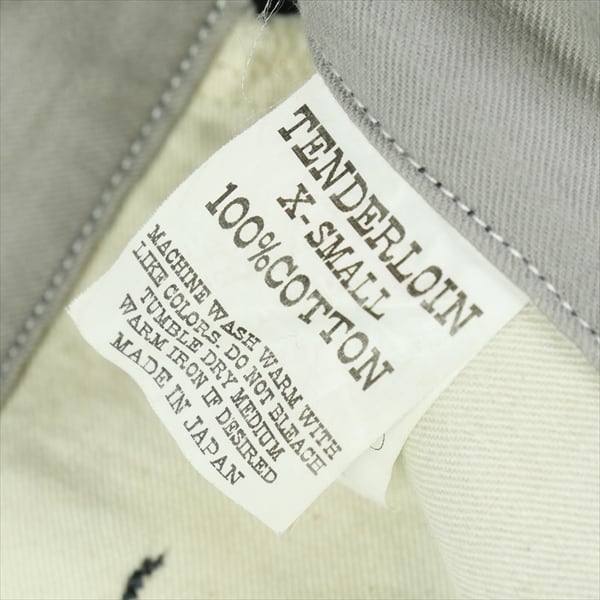 TENDERLOIN
X-SMALL
100%COTTON
MACHINE WASH WARM WITH
LIKE COLORS. DO NOT BLEACH
TUMBLE DRY MEDIUM
WARM IRON IF DESIRED
MADE IN JAPAN